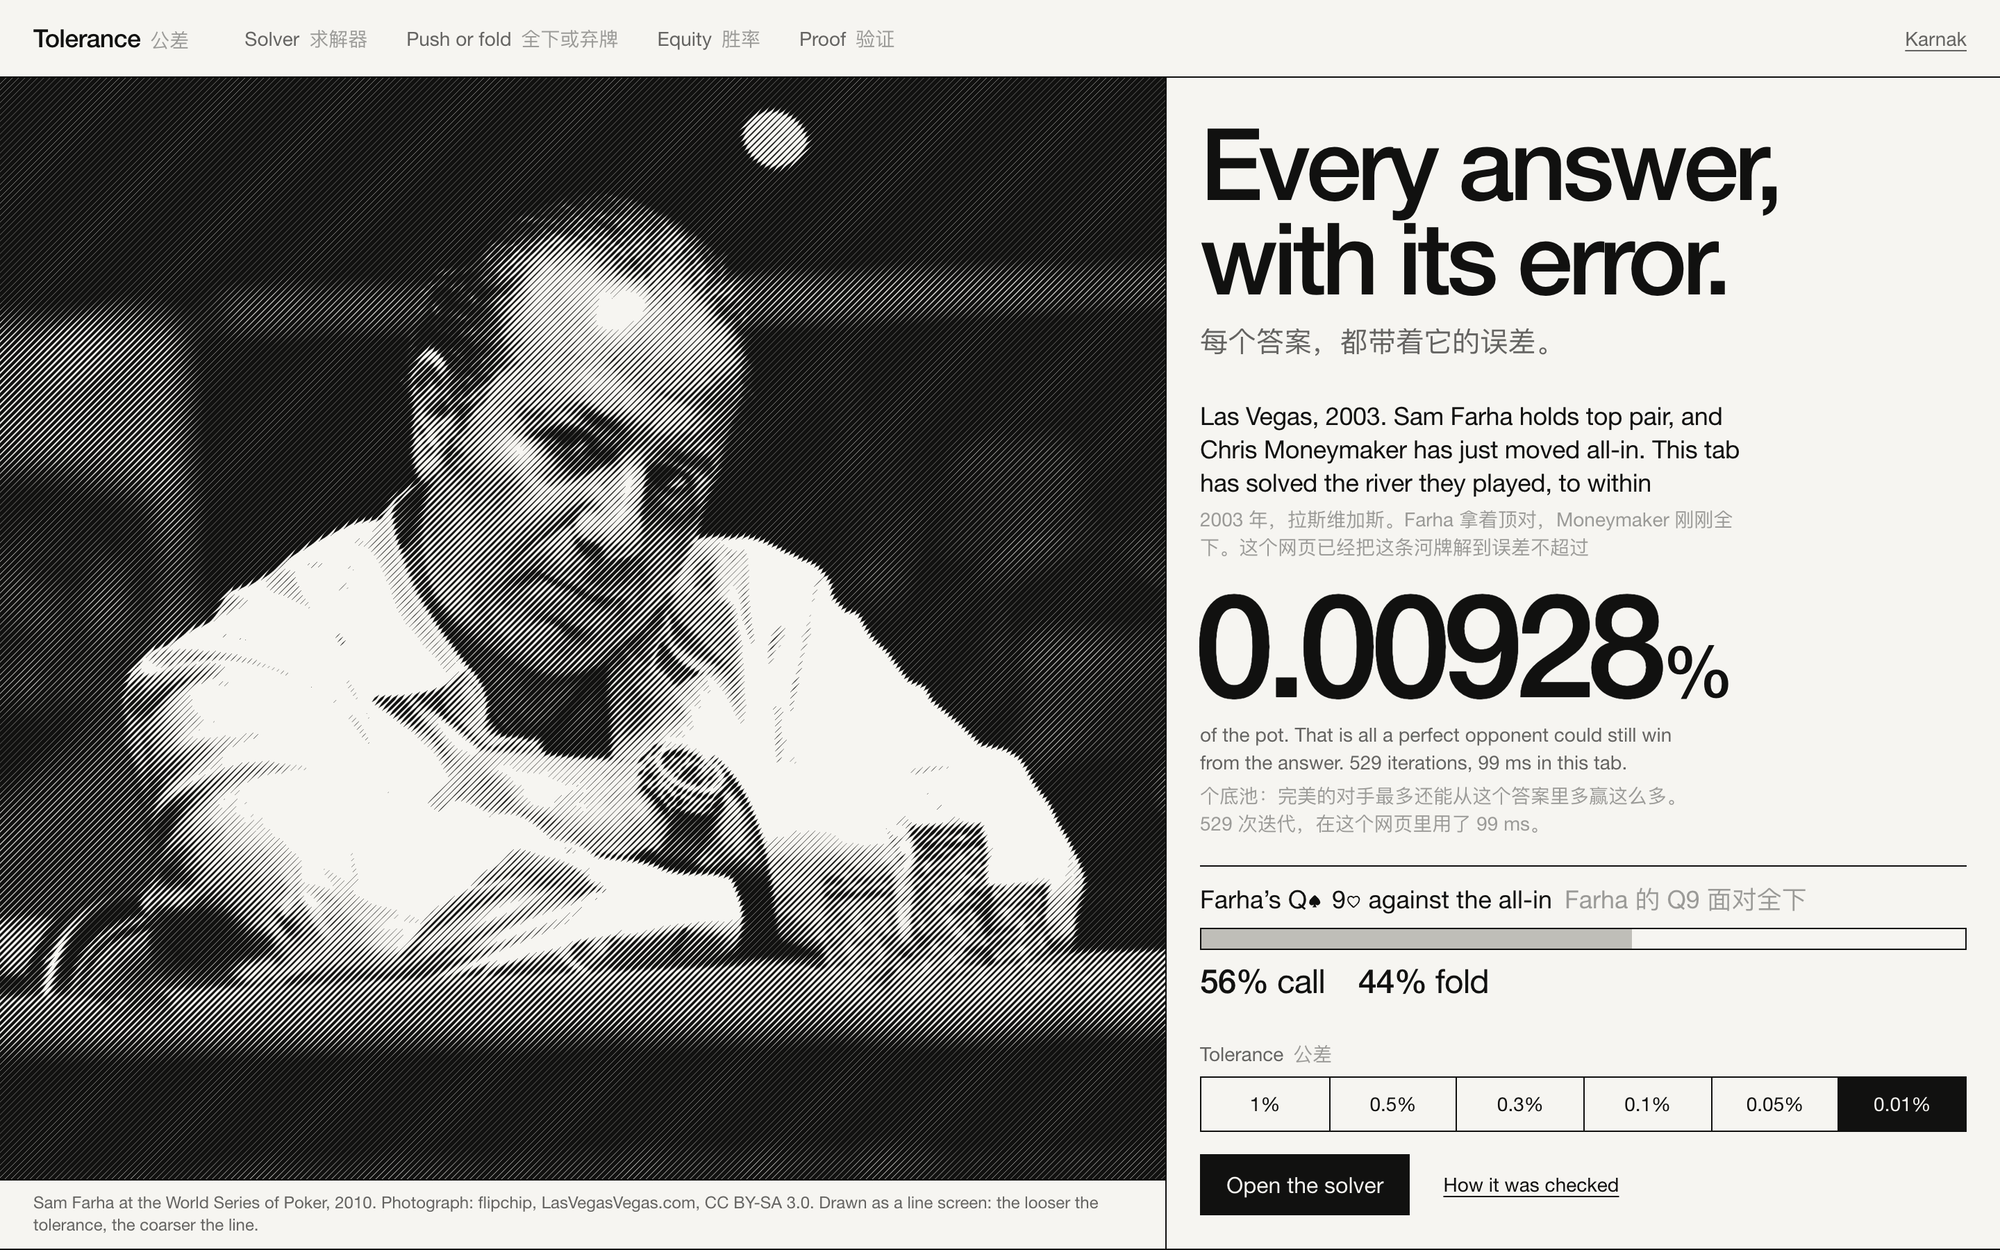 Tolerance 公差 Solver 求解器 Push or fold 全下或弃牌 Equity 胜率 Proof 验证 Karnak
Every answer,
with its error.
每个答案，都带着它的误差。
Las Vegas, 2003. Sam Farha holds top pair, and
Chris Moneymaker has just moved all-in. This tab
has solved the river they played, to within
2003 年，拉斯维加斯。Farha 拿着顶对，Moneymaker 刚刚全
下。这个网页已经把这条河牌解到误差不超过
0.00928%
of the pot. That is all a perfect opponent could still win
from the answer. 529 iterations, 99 ms in this tab.
个底池：完美的对手最多还能从这个答案里多赢这么多。
529 次迭代，在这个网页里用了 99 ms。
Farha’s Q♠ 9♡ against the all-in Farha 的 Q9 面对全下
56% call 44% fold
Tolerance 公差
1% 0.5% 0.3% 0.1% 0.05% 0.01%
Open the solver How it was checked
Sam Farha at the World Series of Poker, 2010. Photograph: flipchip, LasVegasVegas.com, CC BY-SA 3.0. Drawn as a line screen: the looser the
tolerance, the coarser the line.